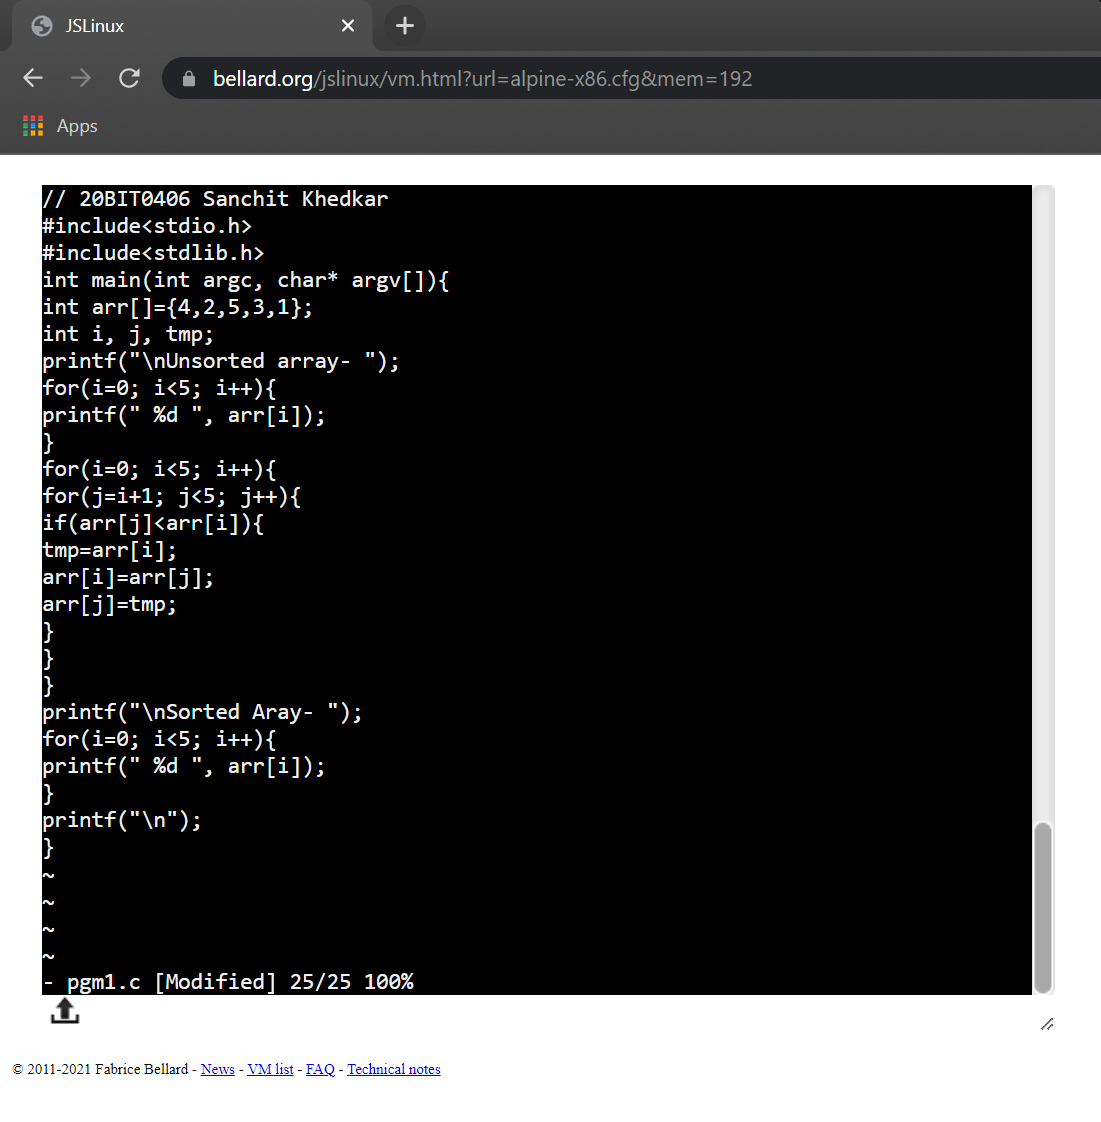 JSLinux
bellard.org/jslinux/vm.html?url=alpine-x86.cfg&mem=192
Apps
// 20BIT0406 Sanchit Khedkar
#include<stdio.h>
#include<stdlib.h>
int main(int argc, char* argv[]){
int arr[]={4,2,5,3,1};
int i, j, tmp;
printf("\nUnsorted array- ");
for(i=0; i<5; i++){
printf(" %d ", arr[i]);
}
for(i=0; i<5; i++){
for(j=i+1; j<5; j++){
if(arr[j]<arr[i]){
tmp=arr[i];
arr[i]=arr[j];
arr[j]=tmp;
}
}
}
printf("\nSorted Aray- ");
for(i=0; i<5; i++){
printf(" %d ", arr[i]);
}
printf("\n");
}
~
~
~
~
- pgm1.c [Modified] 25/25 100%
© 2011-2021 Fabrice Bellard - News - VM list - FAQ - Technical notes